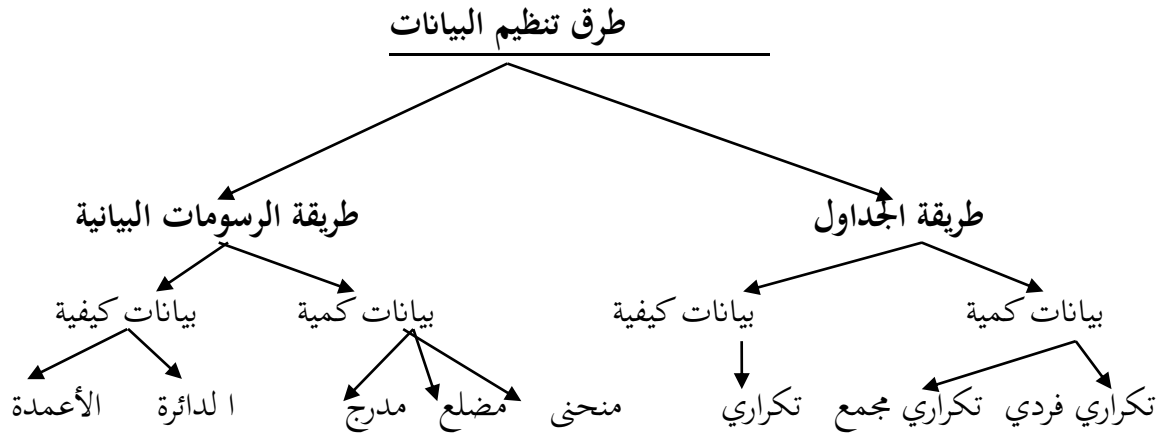 طرق تنظيم البيانات
طريقة الجداول طريقة الرسومات البيانية
بيانات كمية بيانات كيفية بيانات كمية بيانات كيفية
تكراري فردي تكراري مجمع تكراري منحنى مضلع مدرج ا لدائرة الأعمدة